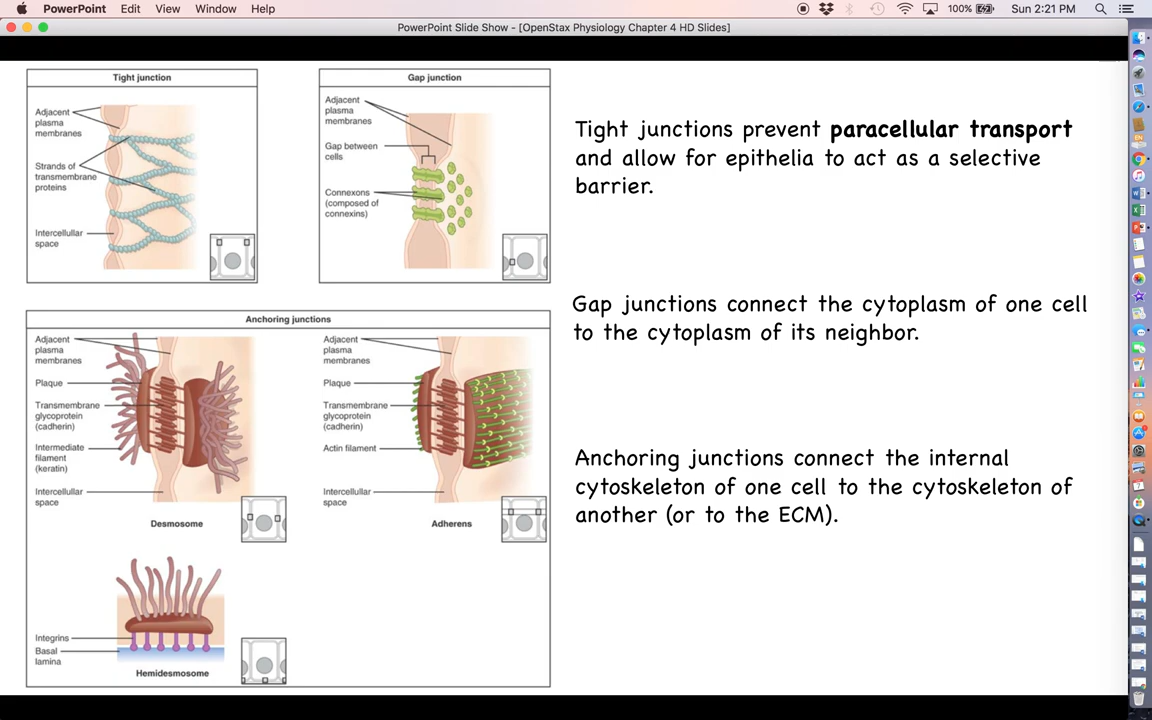 PowerPoint Edit View Window Help
100% Sun 2:21 PM
PowerPoint Slide Show - [OpenStax Physiology Chapter 4 HD Slides]
Tight junction
Adjacent
plasma
membranes
Strands of
transmembrane
proteins
Intercellular
space
Gap junction
Adjacent
plasma
membranes
Gap between
cells
Connexons
(composed of
connexins)
Tight junctions prevent paracellular transport
and allow for epithelia to act as a selective
barrier.
Gap junctions connect the cytoplasm of one cell
to the cytoplasm of its neighbor.
Anchoring junctions
Adjacent
plasma
membranes
Plaque
Transmembrane
glycoprotein
(cadherin)
Intermediate
filament
(keratin)
Intercellular
space
Desmosome
Adjacent
plasma
membranes
Plaque
Transmembrane
glycoprotein
(cadherin)
Actin filament
Intercellular
space
Adherens
Anchoring junctions connect the internal
cytoskeleton of one cell to the cytoskeleton of
another (or to the ECM).
Integrins
Basal
lamina
Hemidesmosome